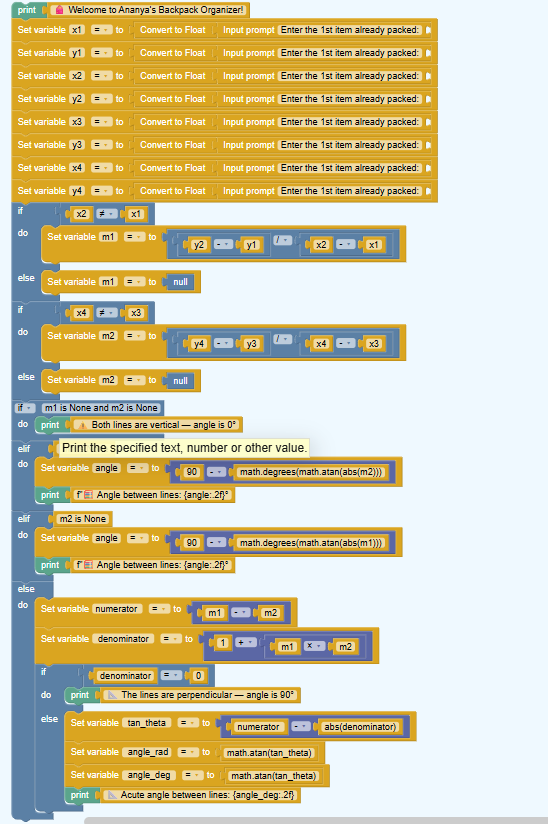 print 🎒 Welcome to Ananya's Backpack Organizer!
Set variable x1 = to Convert to Float Input prompt Enter the 1st item already packed:
Set variable y1 = to Convert to Float Input prompt Enter the 1st item already packed:
Set variable x2 = to Convert to Float Input prompt Enter the 1st item already packed:
Set variable y2 = to Convert to Float Input prompt Enter the 1st item already packed:
Set variable x3 = to Convert to Float Input prompt Enter the 1st item already packed:
Set variable y3 = to Convert to Float Input prompt Enter the 1st item already packed:
Set variable x4 = to Convert to Float Input prompt Enter the 1st item already packed:
Set variable y4 = to Convert to Float Input prompt Enter the 1st item already packed:
if x2 ≠ x1
do Set variable m1 = to y2 - y1 / x2 - x1
else Set variable m1 = to null
if x4 ≠ x3
do Set variable m2 = to y4 - y3 / x4 - x3
else Set variable m2 = to null
if m1 is None and m2 is None
do print ⚠️ Both lines are vertical — angle is 0°
Print the specified text, number or other value.
elif
do Set variable angle = to 90 - math.degrees(math.atan(abs(m2)))
print f"🧮 Angle between lines: {angle:.2f}°
elif m2 is None
do Set variable angle = to 90 - math.degrees(math.atan(abs(m1)))
print f"🧮 Angle between lines: {angle:.2f}°
else
do Set variable numerator = to m1 - m2
Set variable denominator = to 1 + m1 × m2
if denominator = 0
do print 📐 The lines are perpendicular — angle is 90°
else Set variable tan_theta = to numerator - abs(denominator)
Set variable angle_rad = to math.atan(tan_theta)
Set variable angle_deg = to math.atan(tan_theta)
print 📐 Acute angle between lines: {angle_deg:.2f}